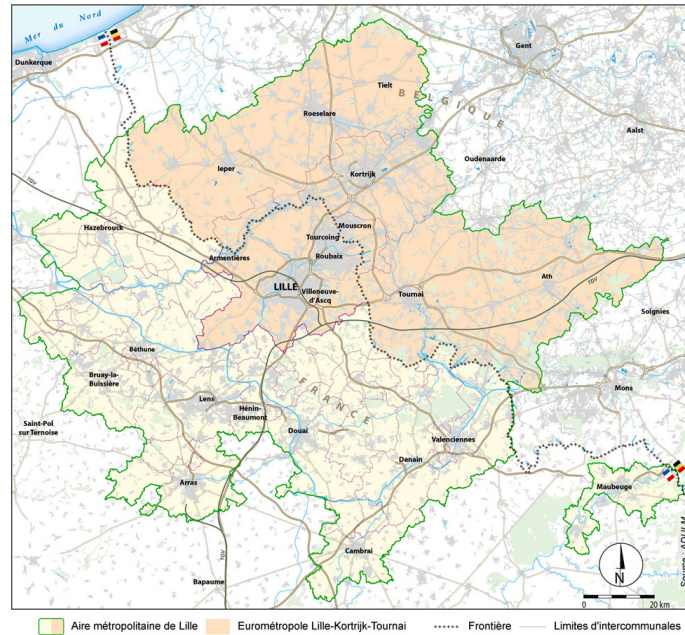 Mer du Nord
Dunkerque
Gent
Tielt
BELGIQUE
Roeselare
Aalst
Oudenaarde
Ieper
Kortrijk
TGV
Hazebrouck
Mouscron
Tourcoing
Armentières
Roubaix
LILLE
Villeneuve-
d'Ascq
Tournai
Ath
TGV
Soignies
Béthune
Bruay-la-
Buissière
FRANCE
Mons
Lens
Hénin-
Beaumont
Saint-Pol
sur Ternoise
Douai
Valenciennes
Denain
Arras
Maubeuge
Cambrai
TGV
Bapaume
N
20 km
Source : ADULM
Aire métropolitaine de Lille
Eurométropole Lille-Kortrijk-Tournai
Frontière
Limites d'intercommunales